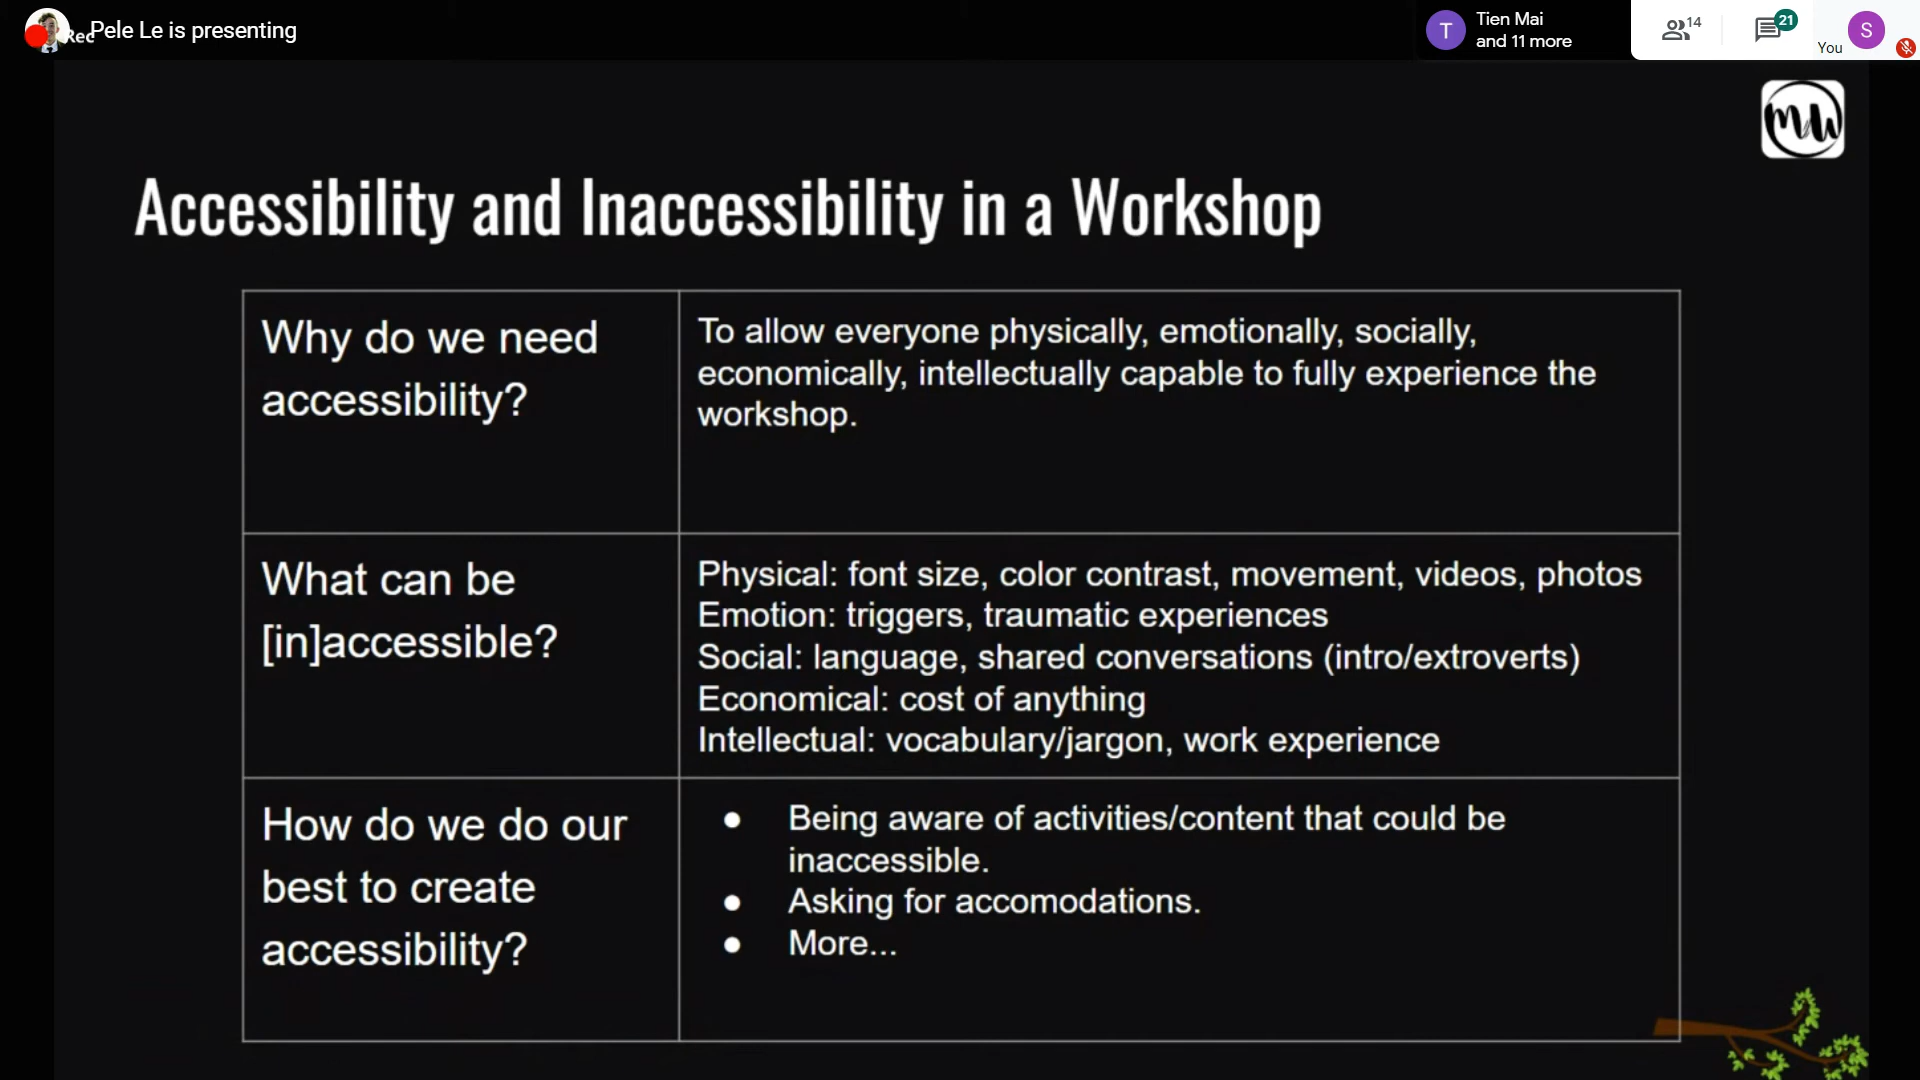 Rec
Pele Le is presenting
T
Tien Mai
and 11 more
14
21
You
S
Accessibility and Inaccessibility in a Workshop
Why do we need
accessibility?
To allow everyone physically, emotionally, socially,
economically, intellectually capable to fully experience the
workshop.
What can be
[in]accessible?
Physical: font size, color contrast, movement, videos, photos
Emotion: triggers, traumatic experiences
Social: language, shared conversations (intro/extroverts)
Economical: cost of anything
Intellectual: vocabulary/jargon, work experience
How do we do our
best to create
accessibility?
● Being aware of activities/content that could be
inaccessible.
● Asking for accomodations.
● More...